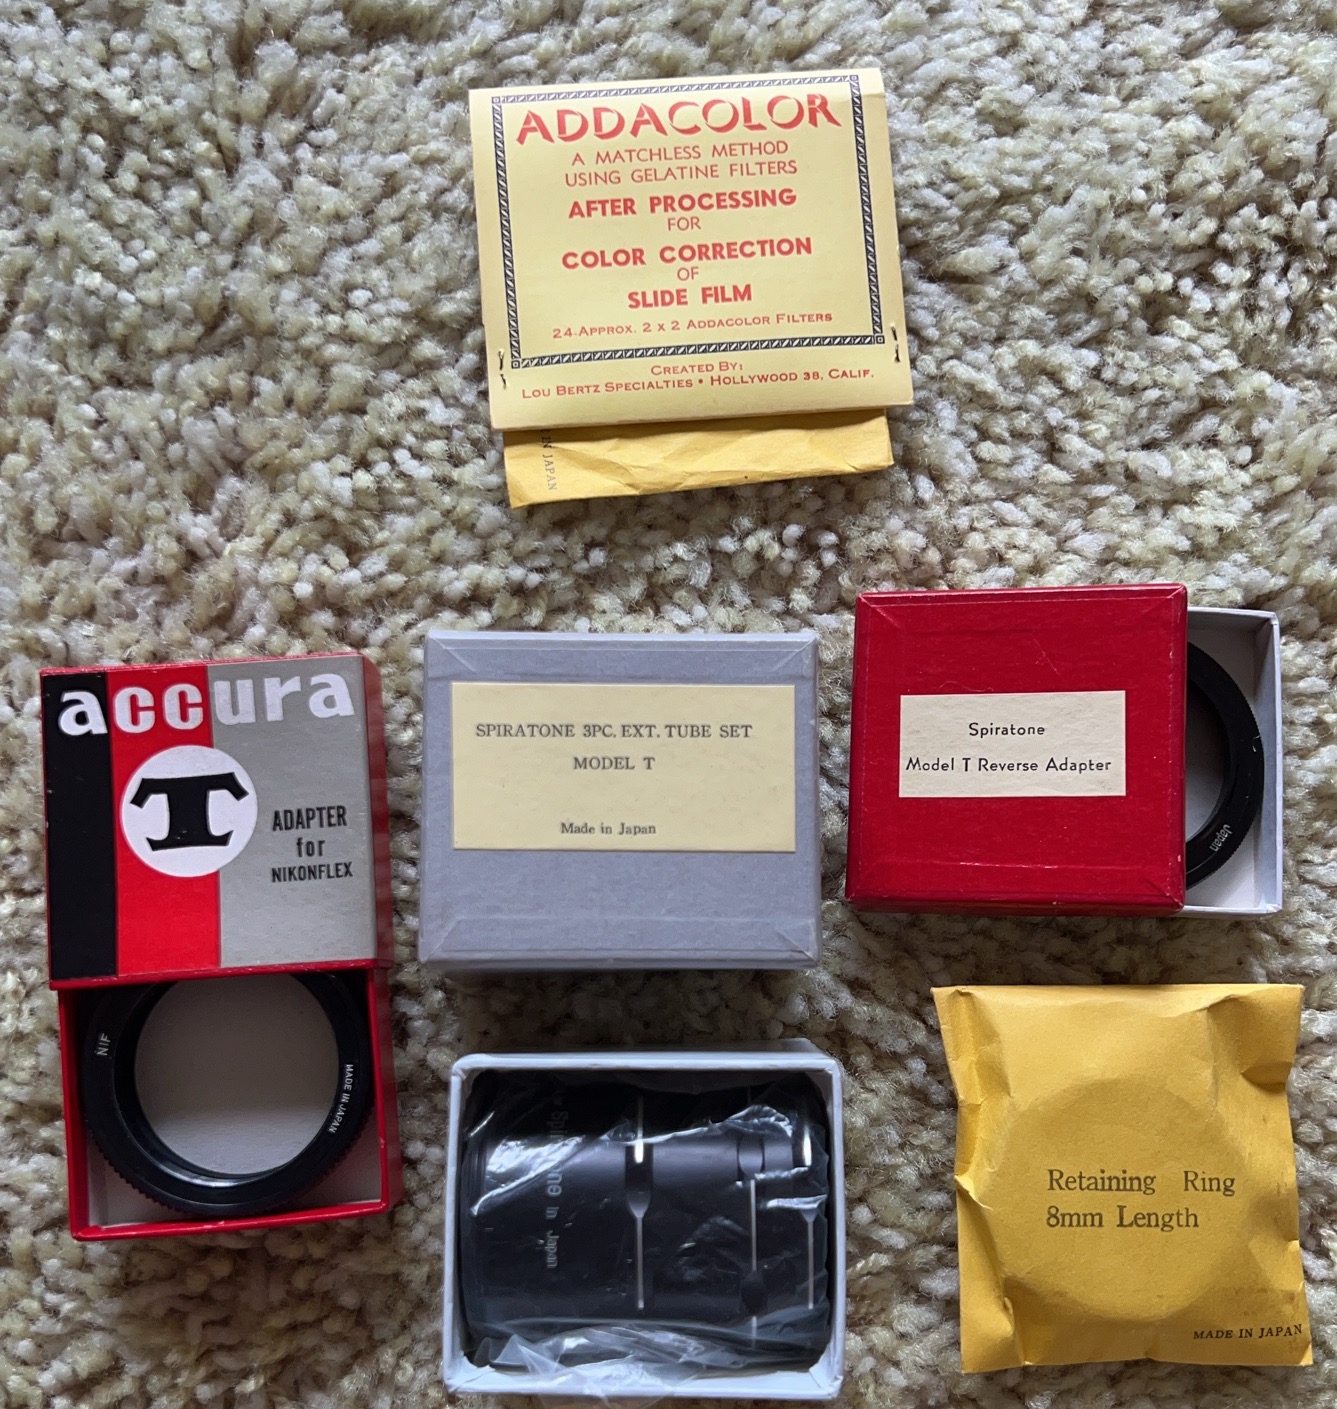 ADDACOLOR
A MATCHLESS METHOD
USING GELATINE FILTERS
AFTER PROCESSING
FOR
COLOR CORRECTION
OF
SLIDE FILM
24 APPROX. 2 x 2 ADDACOLOR FILTERS
CREATED BY:
LOU BERTZ SPECIALTIES • HOLLYWOOD 38, CALIF.
IN JAPAN
accura
T
ADAPTER
for
NIKONFLEX
NIF
MADE IN JAPAN
SPIRATONE 3PC. EXT. TUBE SET
MODEL T
Made in Japan
Spiratone
Model T Reverse Adapter
Japan
in Japan
Retaining Ring
8mm Length
MADE IN JAPAN